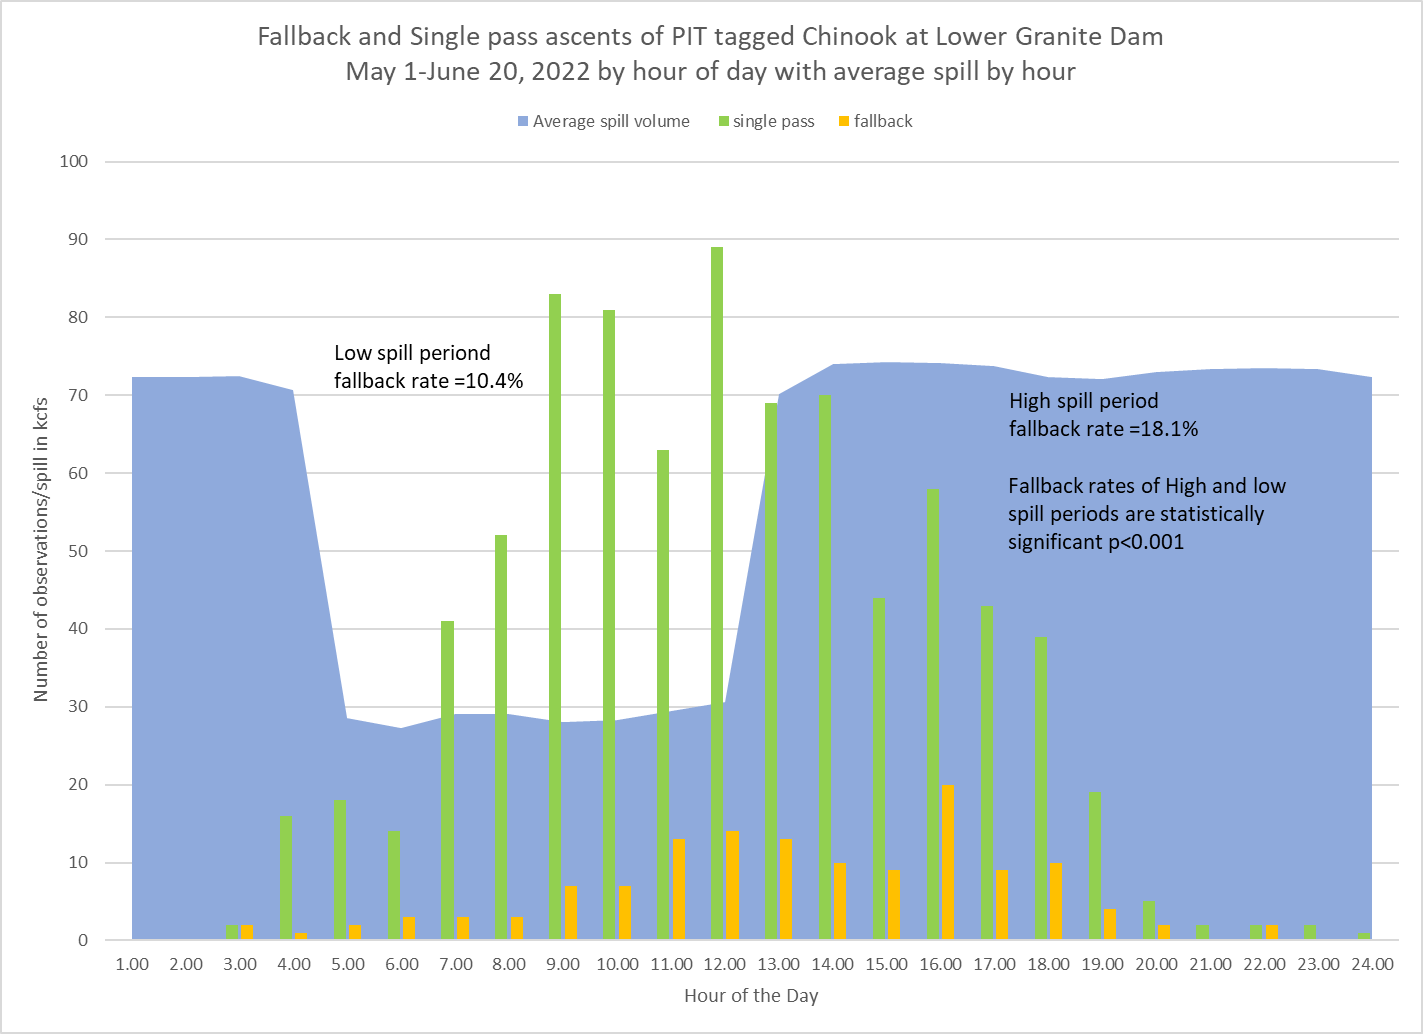 Fallback and Single pass ascents of PIT tagged Chinook at Lower Granite Dam
May 1-June 20, 2022 by hour of day with average spill by hour
Average spill volume single pass fallback
100
90
80
70
60
50
40
30
20
10
0
Number of observations/spill in kcfs
Low spill periond
fallback rate =10.4%
High spill period
fallback rate =18.1%
Fallback rates of High and low
spill periods are statistically
significant p<0.001
1.00 2.00 3.00 4.00 5.00 6.00 7.00 8.00 9.00 10.00 11.00 12.00 13.00 14.00 15.00 16.00 17.00 18.00 19.00 20.00 21.00 22.00 23.00 24.00
Hour of the Day